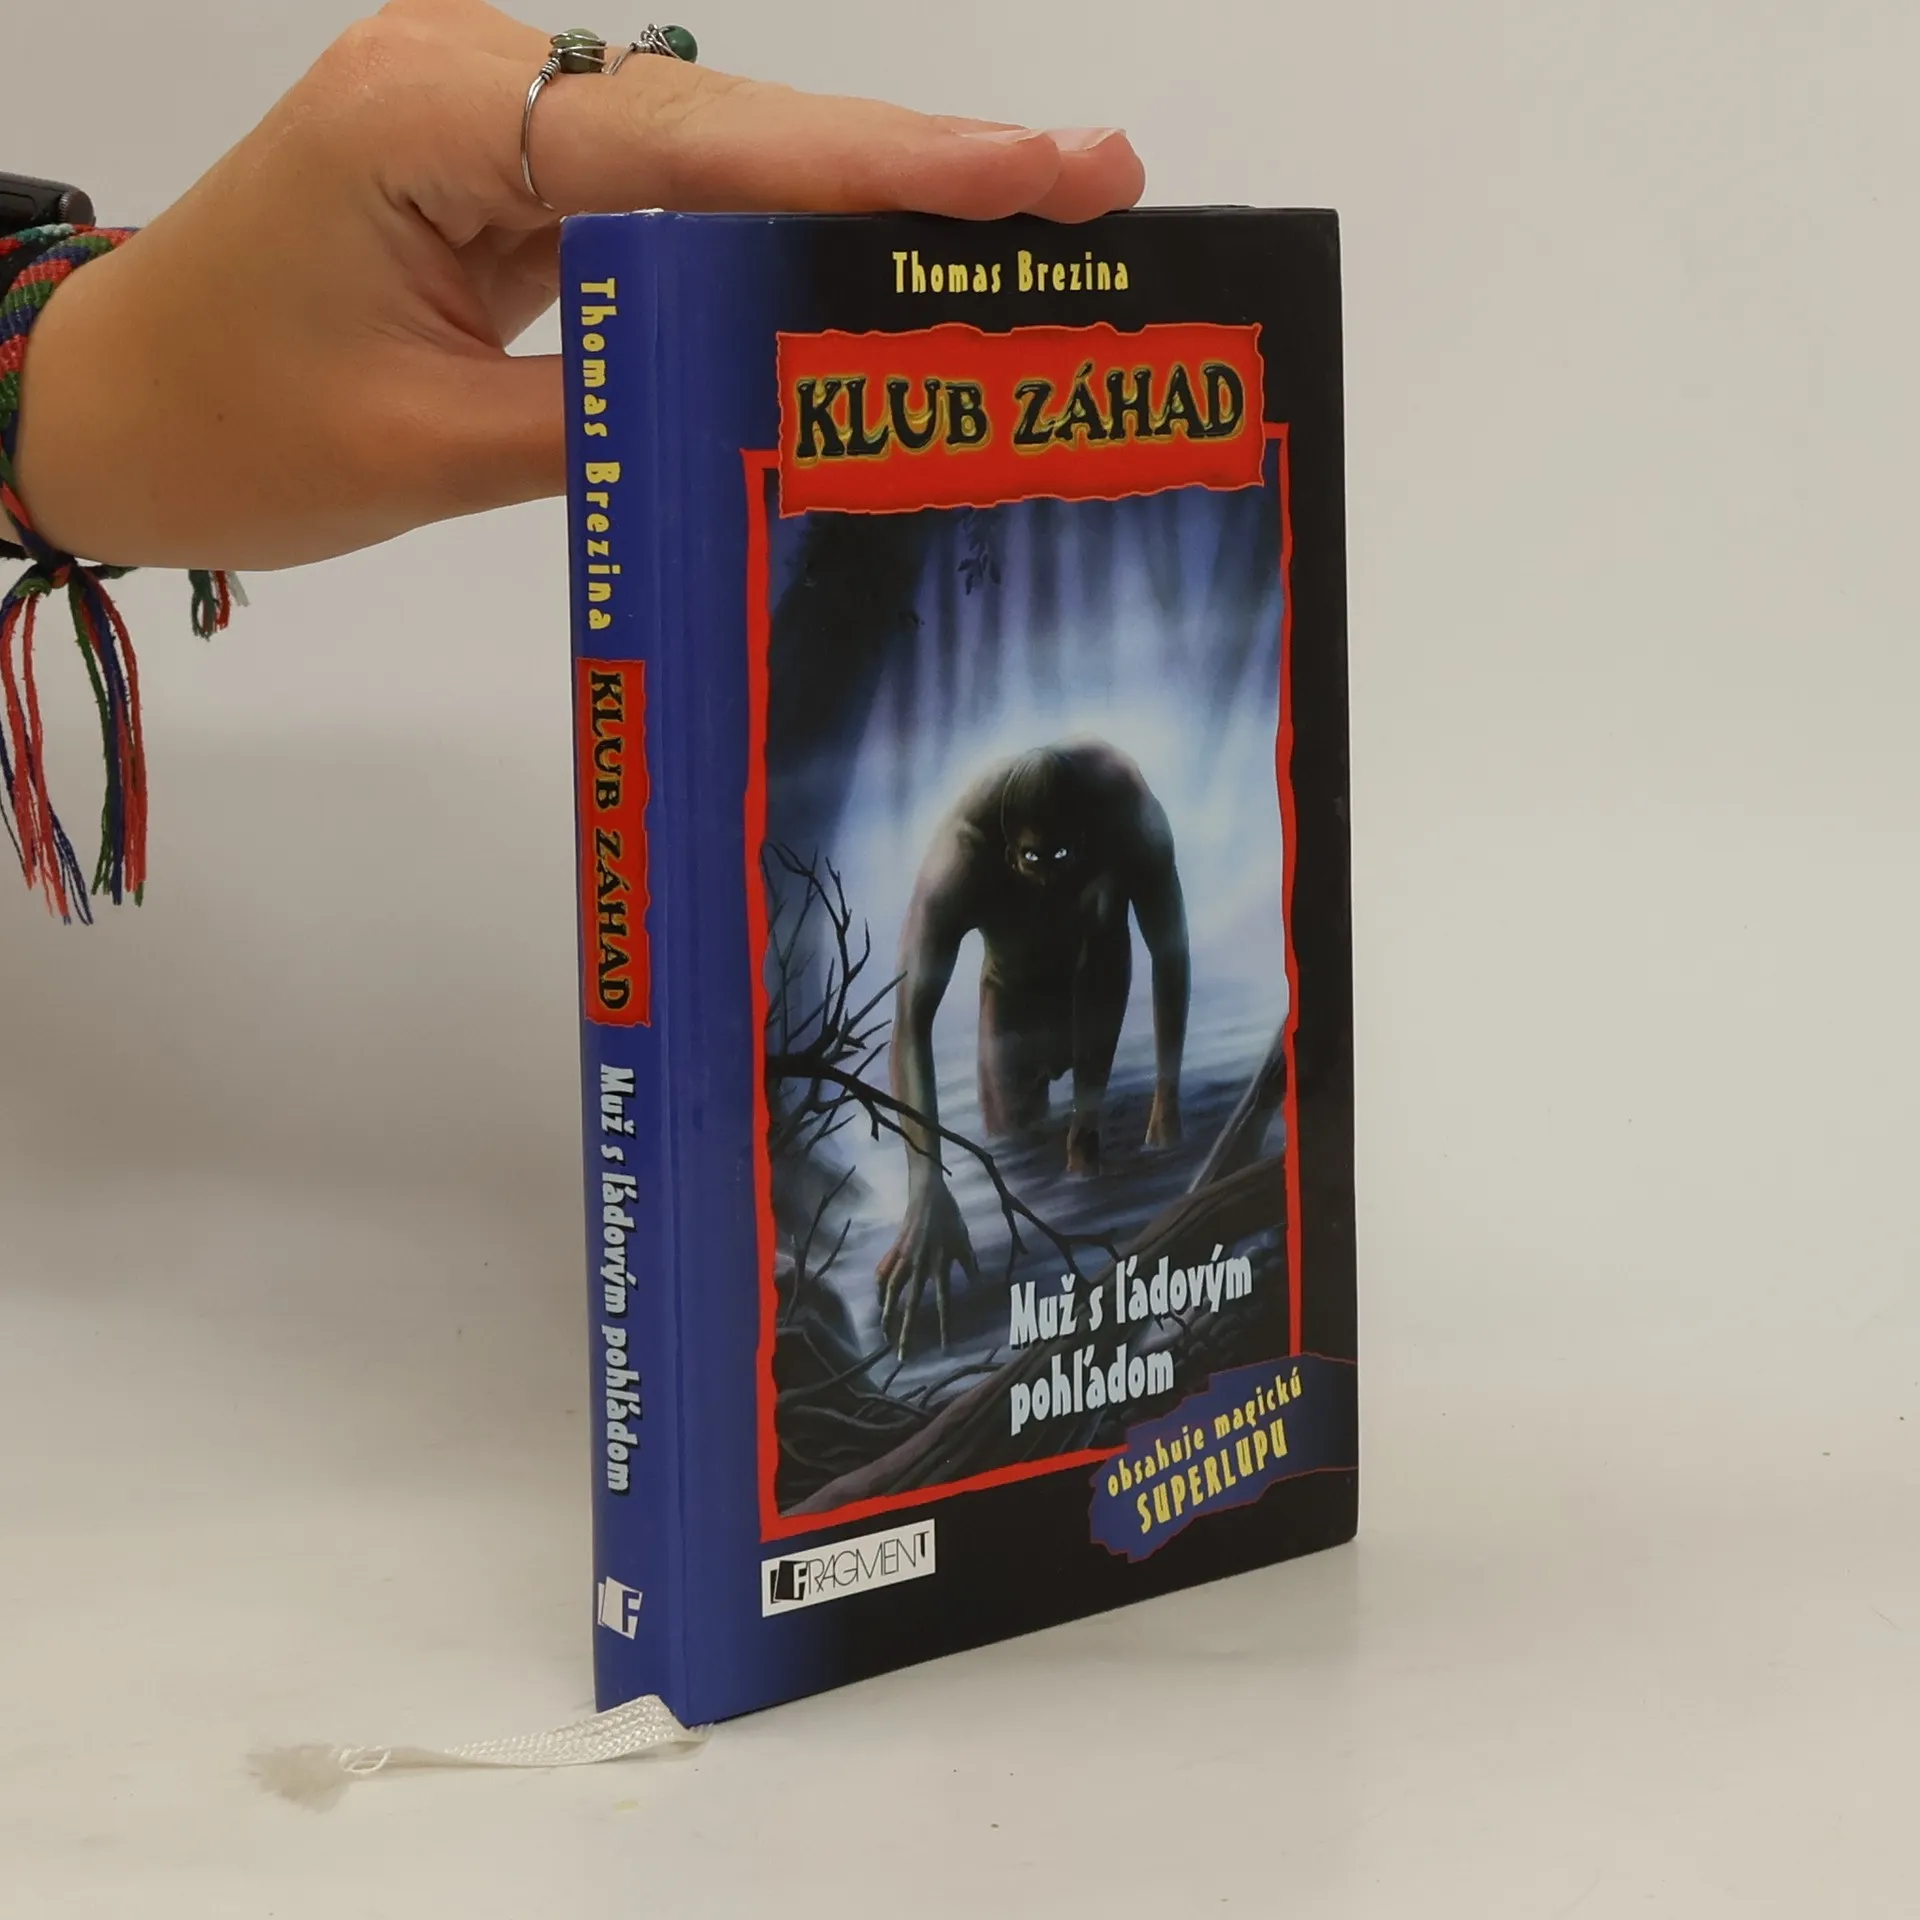 Thomas Brezina
KLUB ZÁHAD
Muž s ľadovým
pohľadom
obsahuje magickú
SUPERLUPU
FRAGMENT
Thomas Brezina
KLUB ZÁHAD
Muž s ľadovým pohľadom
F